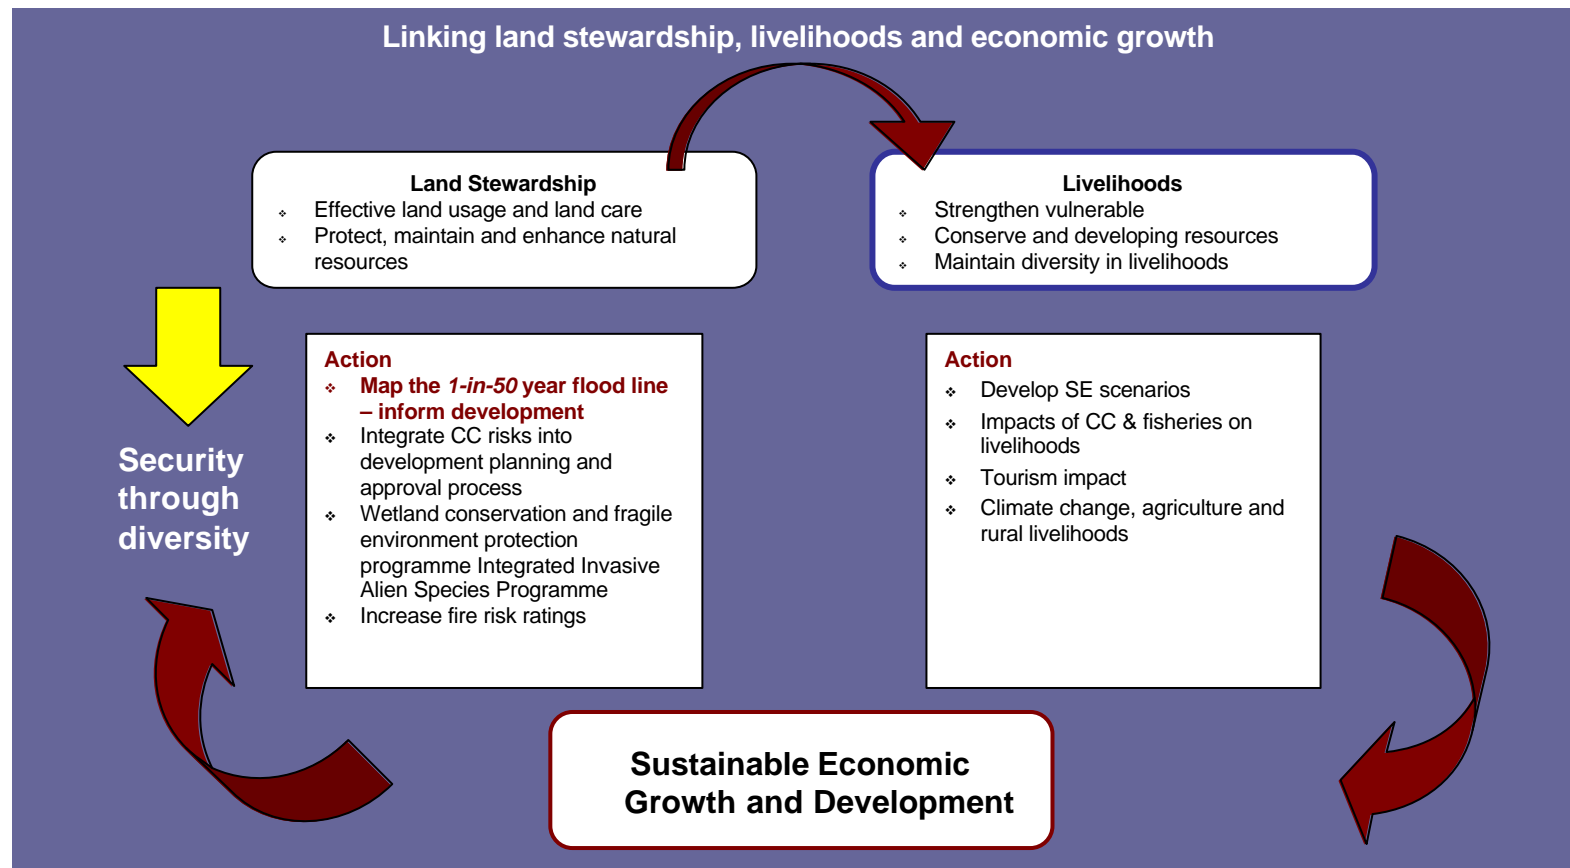 Linking land stewardship, livelihoods and economic growth
Land Stewardship
❖ Effective land usage and land care
❖ Protect, maintain and enhance natural
resources
Livelihoods
❖ Strengthen vulnerable
❖ Conserve and developing resources
❖ Maintain diversity in livelihoods
Security
through
diversity
Action
❖ Map the 1-in-50 year flood line
– inform development
❖ Integrate CC risks into
development planning and
approval process
❖ Wetland conservation and fragile
environment protection
programme Integrated Invasive
Alien Species Programme
❖ Increase fire risk ratings
Action
❖ Develop SE scenarios
❖ Impacts of CC & fisheries on
livelihoods
❖ Tourism impact
❖ Climate change, agriculture and
rural livelihoods
Sustainable Economic
Growth and Development